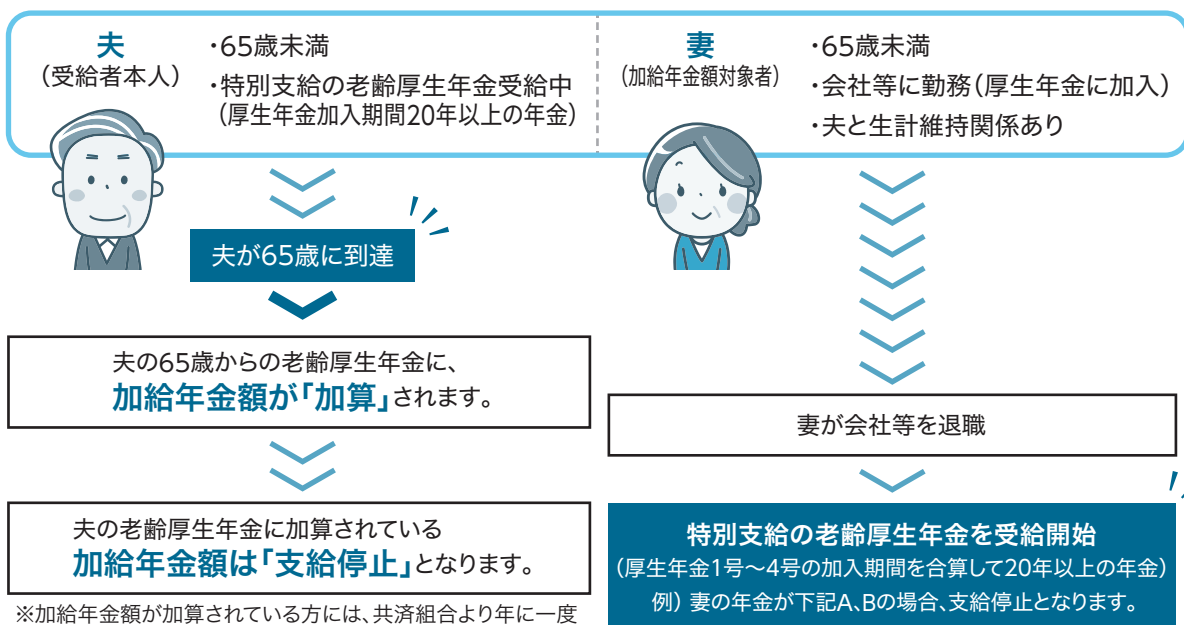 夫
(受給者本人)
・65歳未満
・特別支給の老齢厚生年金受給中
(厚生年金加入期間20年以上の年金)
妻
(加給年金額対象者)
・65歳未満
・会社等に勤務(厚生年金に加入)
・夫と生計維持関係あり
夫が65歳に到達
夫の65歳からの老齢厚生年金に、
加給年金額が「加算」されます。
夫の老齢厚生年金に加算されている
加給年金額は「支給停止」となります。
※加給年金額が加算されている方には、共済組合より年に一度
妻が会社等を退職
特別支給の老齢厚生年金を受給開始
(厚生年金1号～4号の加入期間を合算して20年以上の年金)
例) 妻の年金が下記A、Bの場合、支給停止となります。